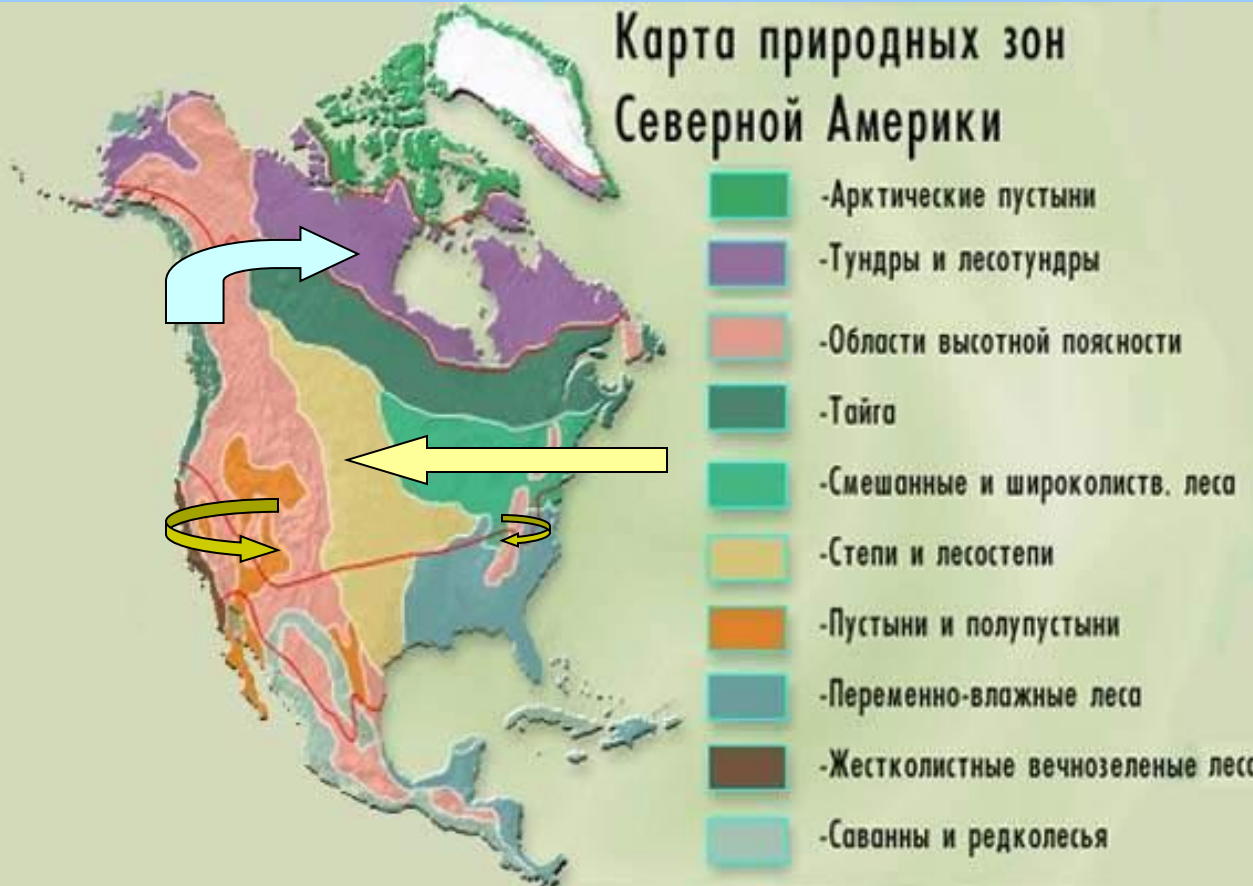 Карта природных зон
Северной Америки
-Арктические пустыни
-Тундры и лесотундры
-Области высотной поясности
-Тайга
-Смешанные и широколиств. леса
-Степи и лесостепи
-Пустыни и полупустыни
-Переменно-влажные леса
-Жестколистные вечнозеленые леса
-Саванны и редколесья